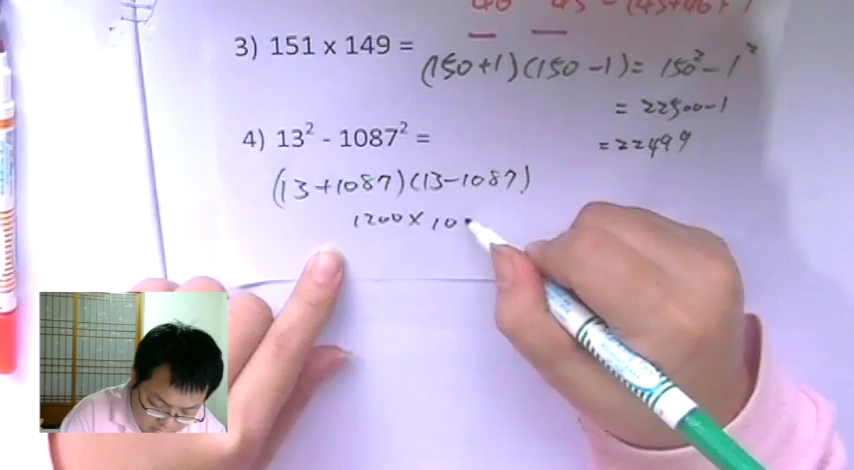 3) 151 x 149 = (150+1)(150-1) = 150² - 1²
= 22500-1
= 22499
4) 13² - 1087² =
(13+1087)(13-1087)
1200 × 10